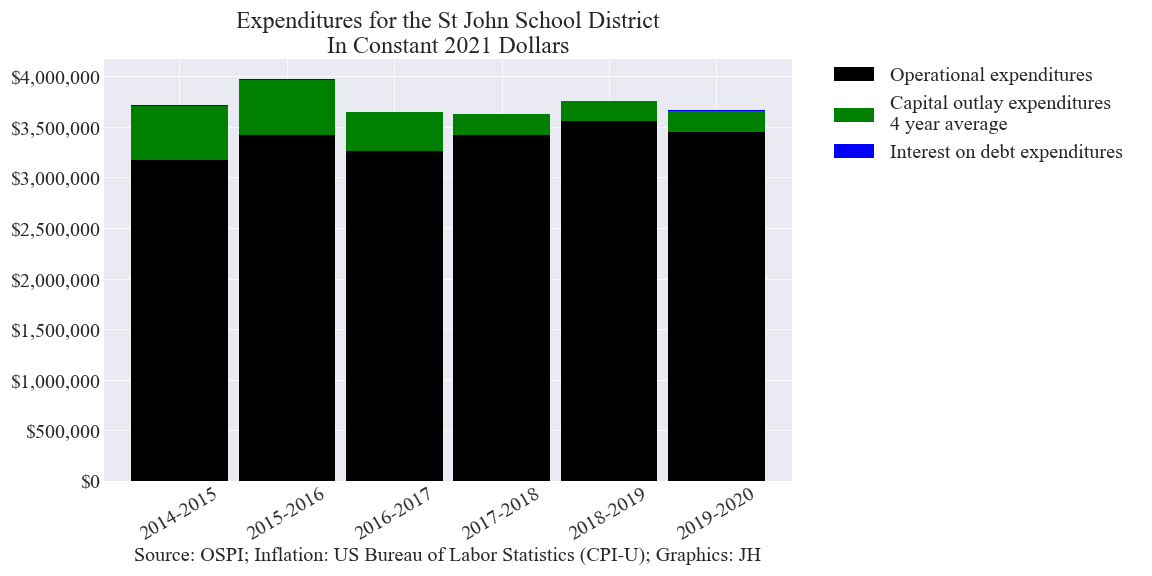 Expenditures for the St John School District
In Constant 2021 Dollars
$4,000,000
$3,500,000
$3,000,000
$2,500,000
$2,000,000
$1,500,000
$1,000,000
$500,000
$0
2014-2015
2015-2016
2016-2017
2017-2018
2018-2019
2019-2020
Source: OSPI; Inflation: US Bureau of Labor Statistics (CPI-U); Graphics: JH
Operational expenditures
Capital outlay expenditures
4 year average
Interest on debt expenditures